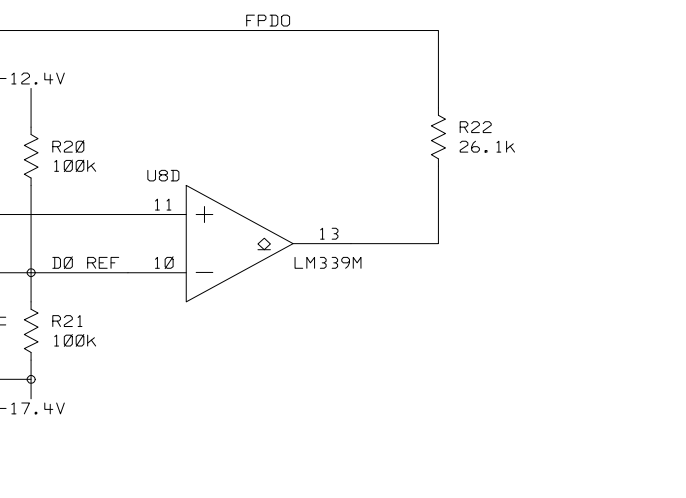 FPDO
-12.4V
R20
100k
R22
26.1k
U8D
11
+
13
D0 REF
10
-
LM339M
R21
100k
-17.4V